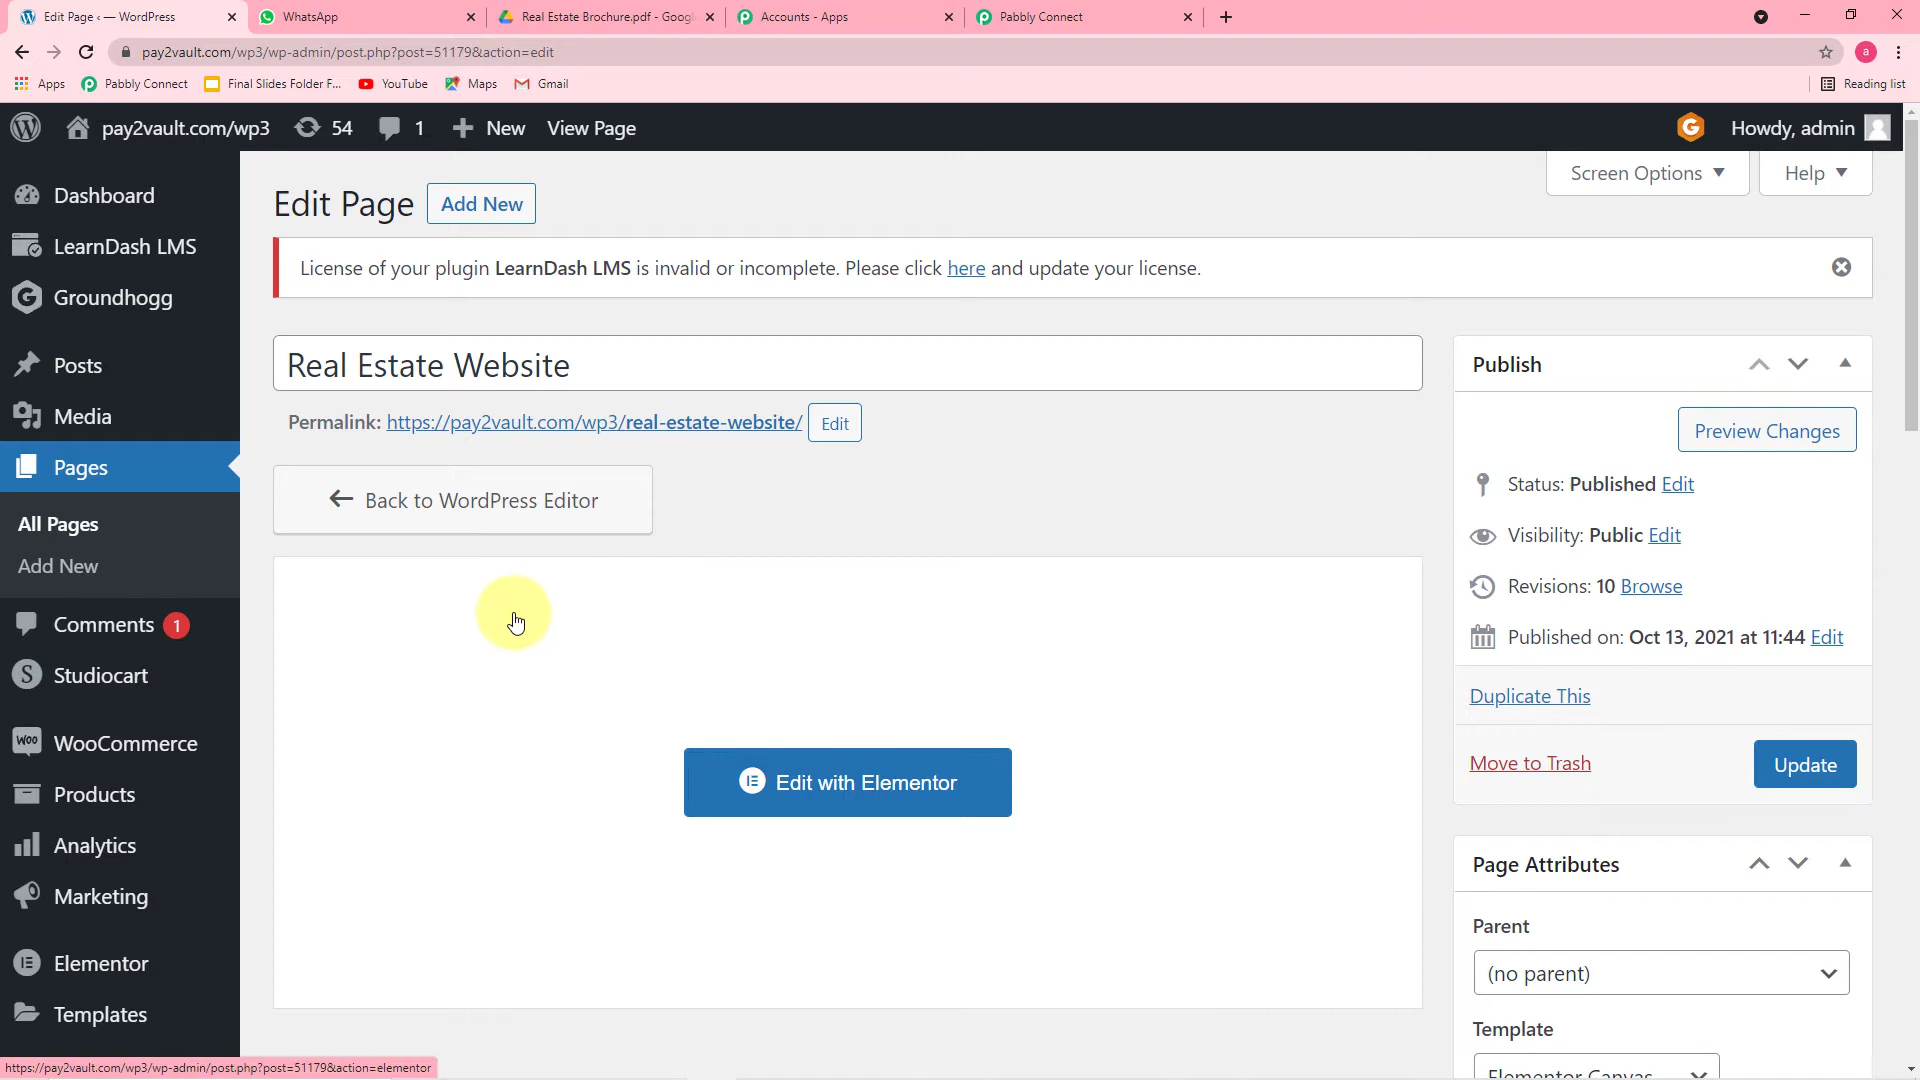 Edit Page ‹ — WordPress
WhatsApp
Real Estate Brochure.pdf - Googl
Accounts - Apps
Pabbly Connect
pay2vault.com/wp3/wp-admin/post.php?post=51179&action=edit
a
Apps
Pabbly Connect
Final Slides Folder F...
YouTube
Maps
Gmail
Reading list
pay2vault.com/wp3
54
1
New
View Page
Howdy, admin
Dashboard
LearnDash LMS
Groundhogg
Posts
Media
Pages
All Pages
Add New
Comments 1
Studiocart
WooCommerce
Products
Analytics
Marketing
Elementor
Templates
Screen Options
Help
Edit Page
Add New
License of your plugin LearnDash LMS is invalid or incomplete. Please click here and update your license.
Real Estate Website
Permalink: https://pay2vault.com/wp3/real-estate-website/ Edit
Back to WordPress Editor
Edit with Elementor
Publish
Preview Changes
Status: Published Edit
Visibility: Public Edit
Revisions: 10 Browse
Published on: Oct 13, 2021 at 11:44 Edit
Duplicate This
Move to Trash
Update
Page Attributes
Parent
(no parent)
Template
Elementor Canvas
https://pay2vault.com/wp3/wp-admin/post.php?post=51179&action=elementor